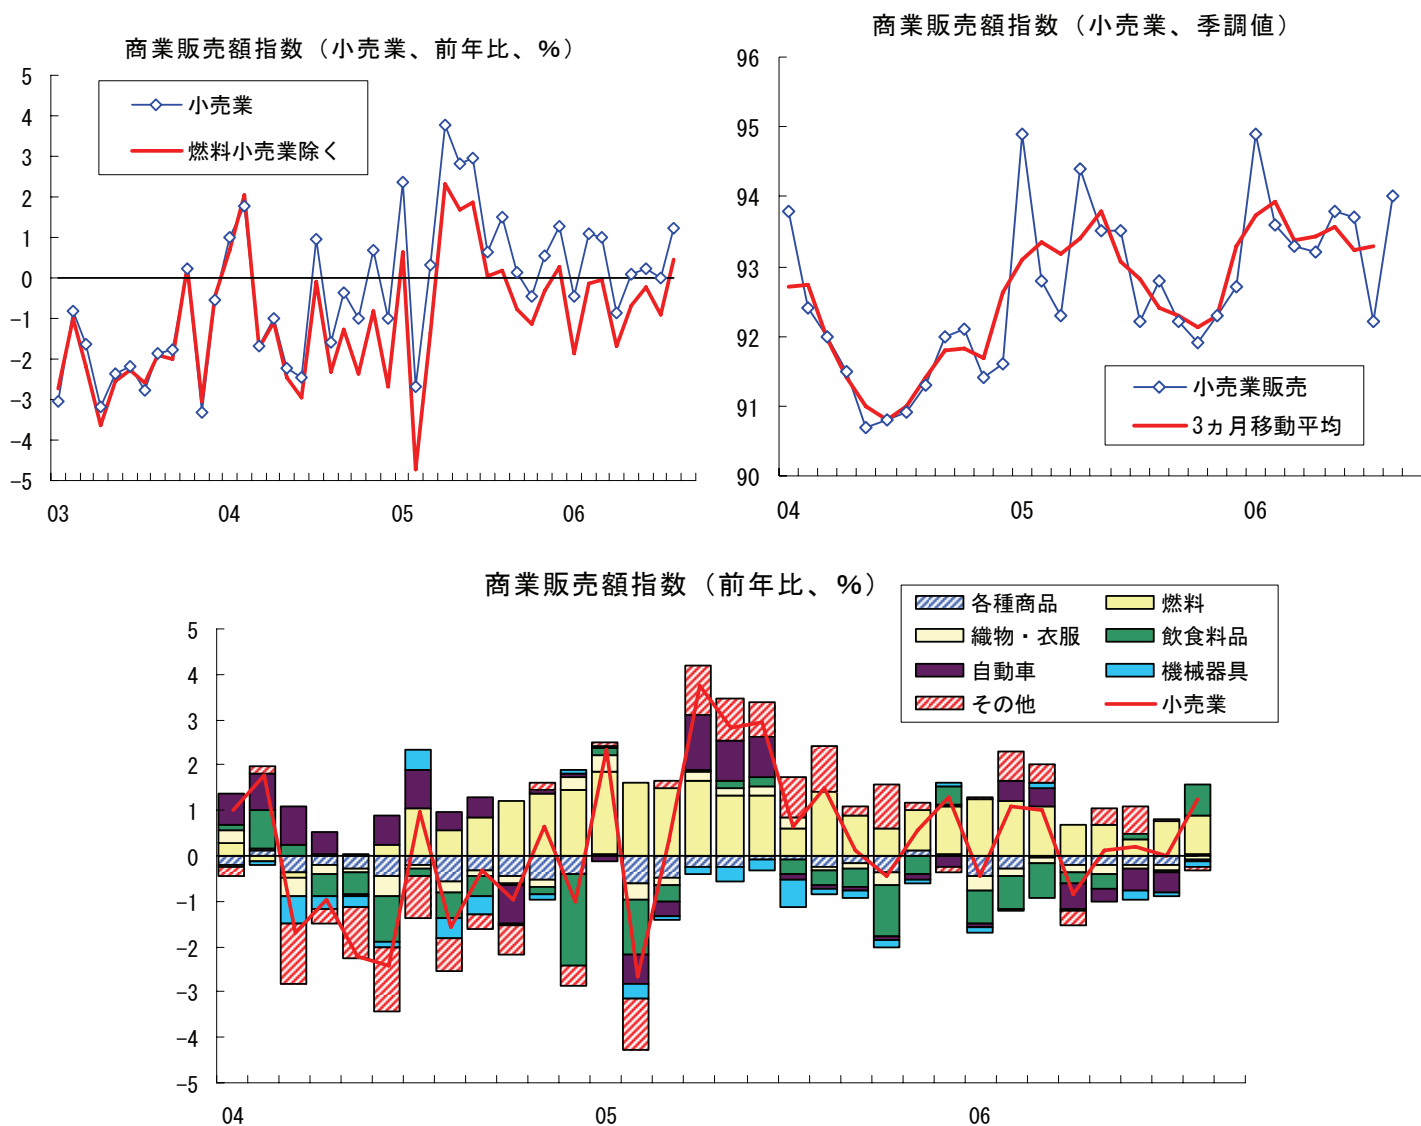 商業販売額指数（小売業、前年比、%）
小売業
燃料小売業除く
5
4
3
2
1
0
−1
−2
−3
−4
−5
03
04
05
06
商業販売額指数（小売業、季調値）
96
95
94
93
92
91
90
小売業販売
3ヵ月移動平均
04
05
06
商業販売額指数（前年比、%）
各種商品
燃料
織物・衣服
飲食料品
自動車
機械器具
その他
小売業
5
4
3
2
1
0
−1
−2
−3
−4
−5
04
05
06